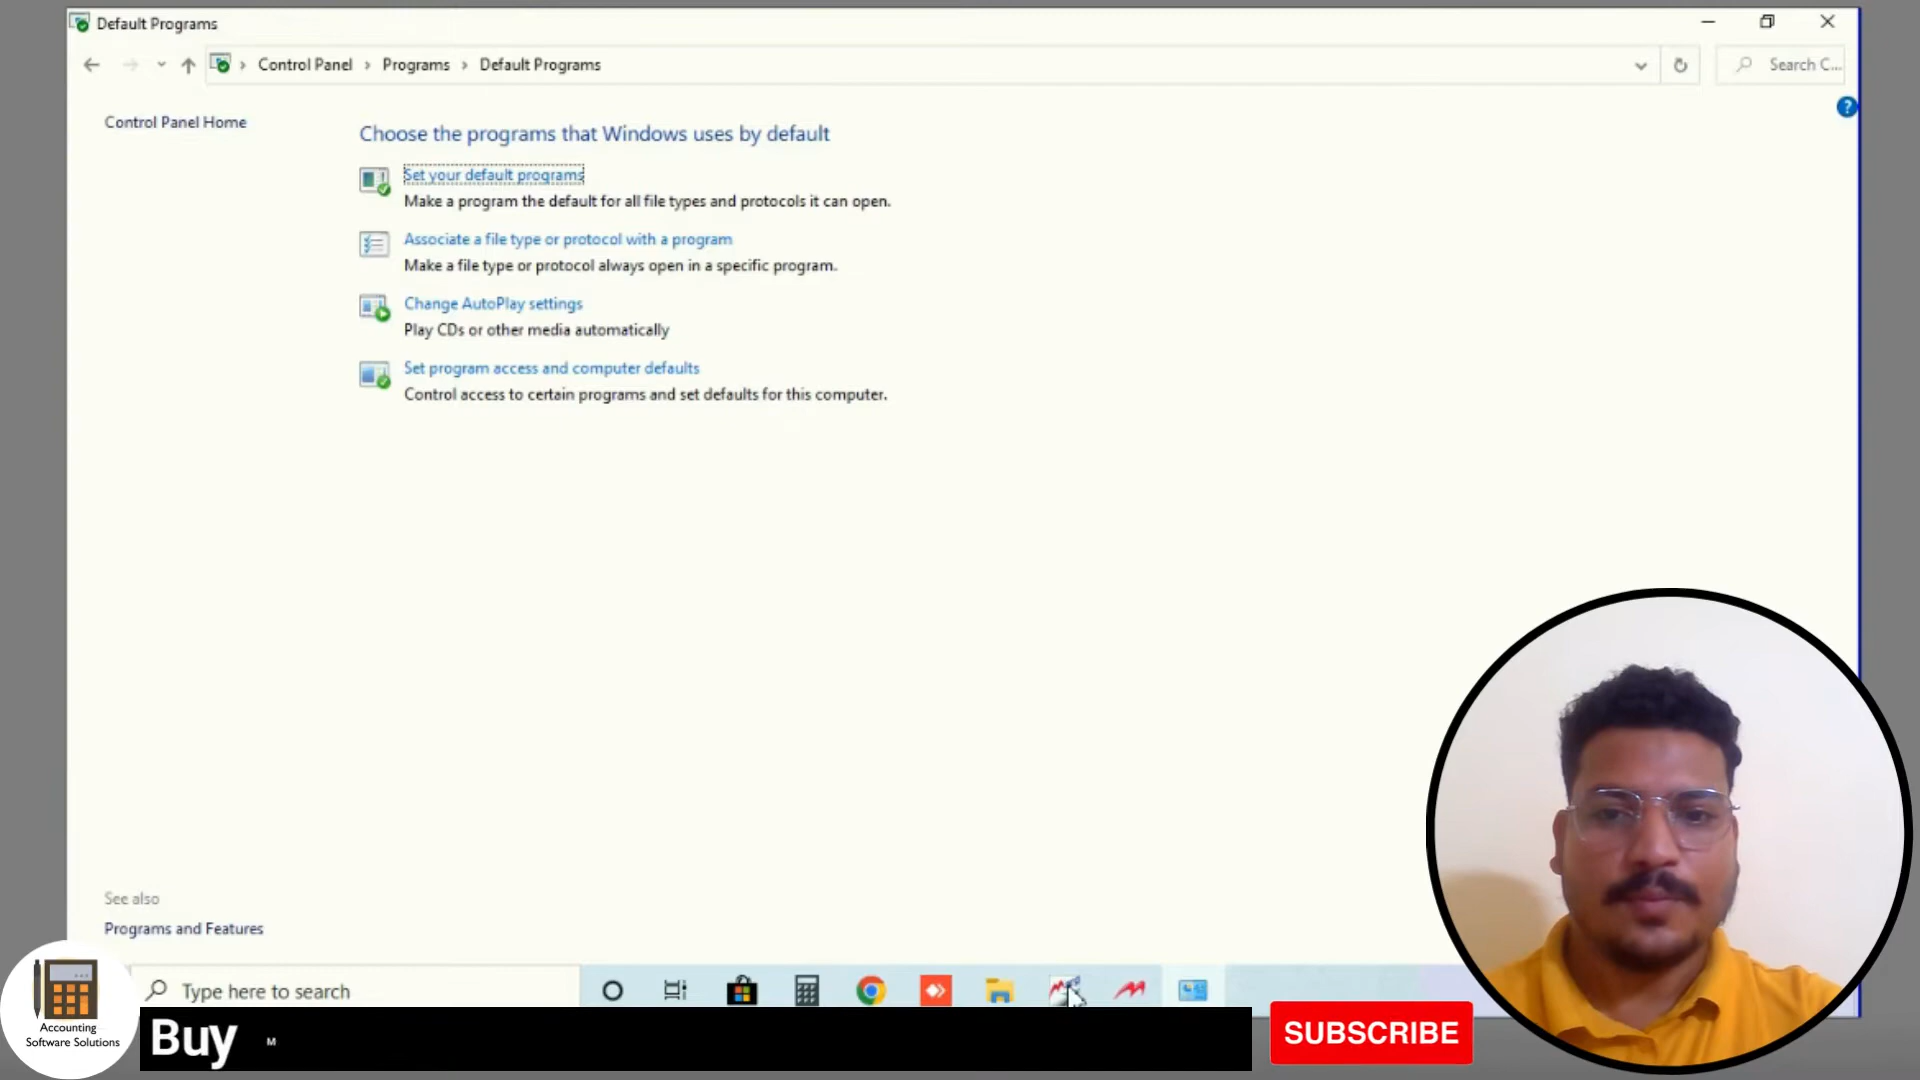 Default Programs
Control Panel > Programs > Default Programs
Search C...
?
Control Panel Home
Choose the programs that Windows uses by default
Set your default programs
Make a program the default for all file types and protocols it can open.
Associate a file type or protocol with a program
Make a file type or protocol always open in a specific program.
Change AutoPlay settings
Play CDs or other media automatically
Set program access and computer defaults
Control access to certain programs and set defaults for this computer.
See also
Programs and Features
Type here to search
Accounting
Software Solutions
Buy M
SUBSCRIBE